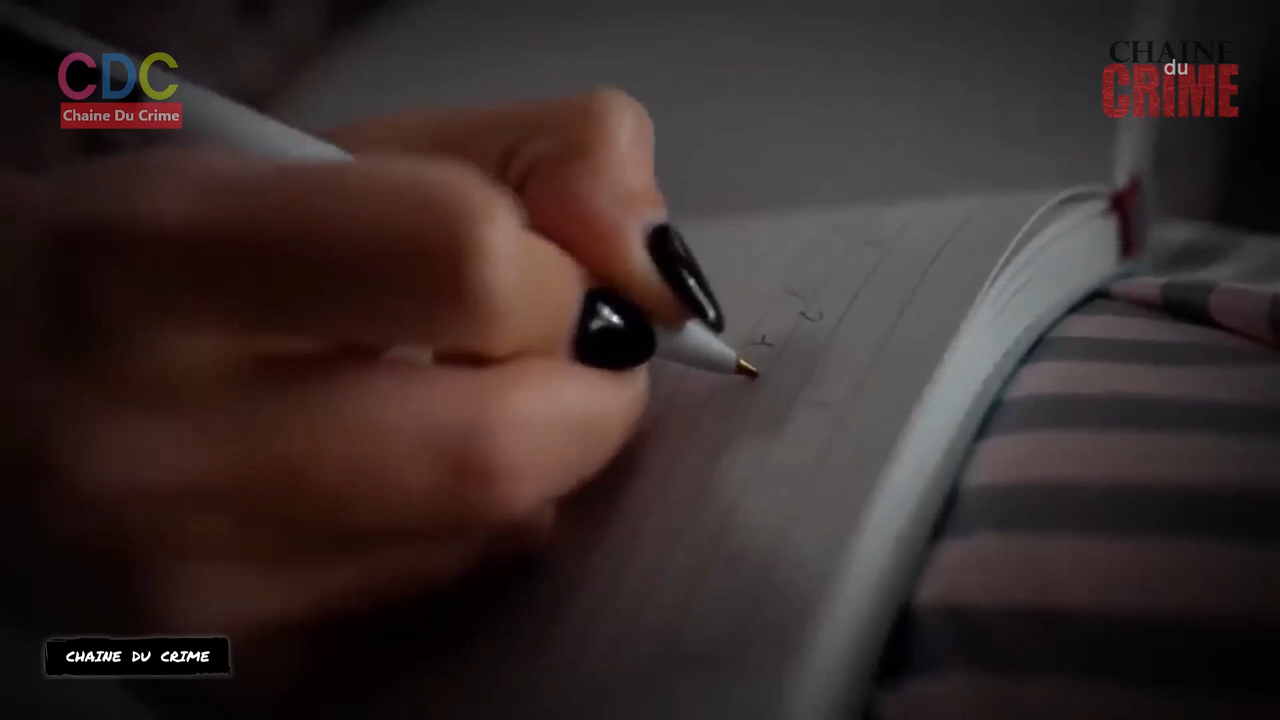 CDC
Chaine Du Crime
CHAINE
du
CRIME
CHAINE DU CRIME